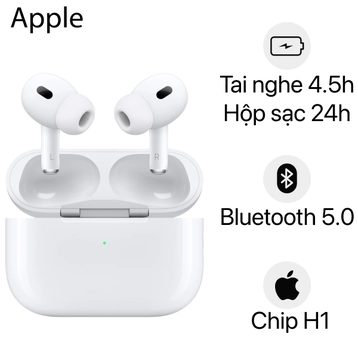 Apple
Tai nghe 4.5h
Hộp sạc 24h
Bluetooth 5.0
Chip H1
L
R